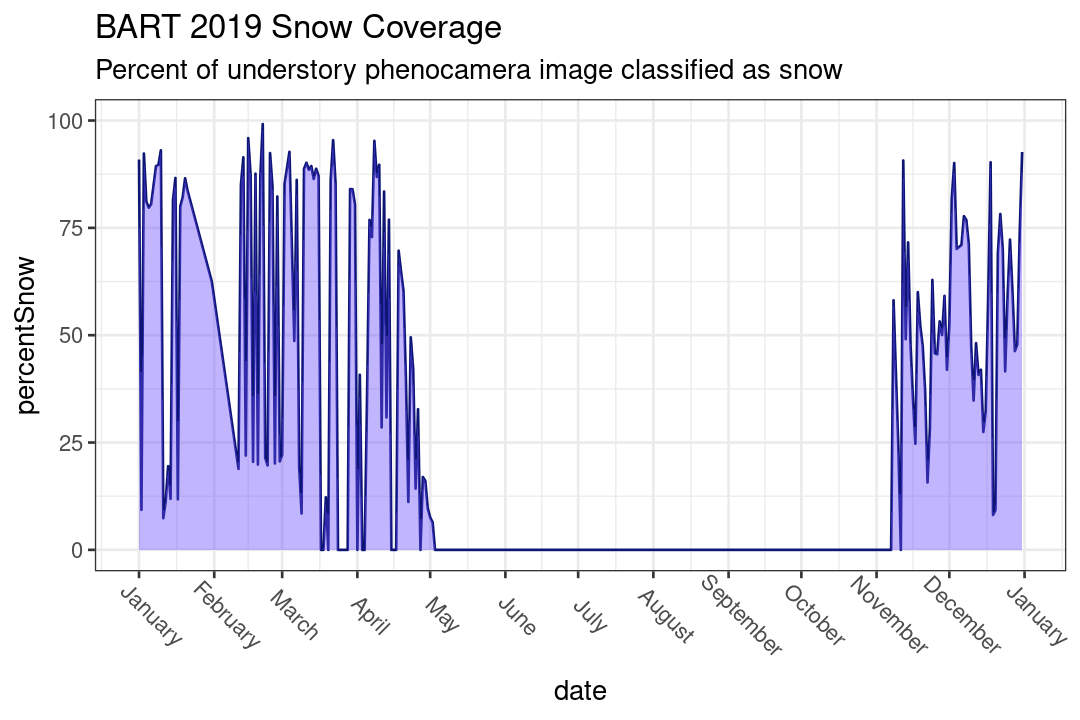 BART 2019 Snow Coverage
Percent of understory phenocamera image classified as snow
100
75
50
25
0
percentSnow
January
February
March
April
May
June
July
August
September
October
November
December
January
date